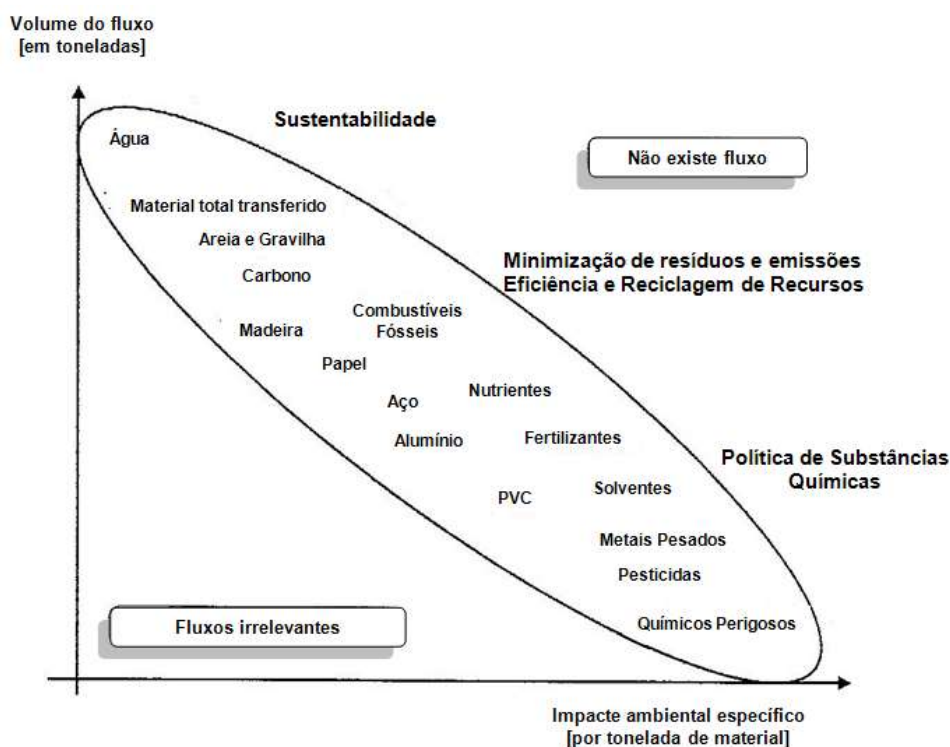 Volume do fluxo
[em toneladas]
Sustentabilidade
Água
Não existe fluxo
Material total transferido
Areia e Gravilha
Minimização de resíduos e emissões
Eficiência e Reciclagem de Recursos
Carbono
Combustíveis
Fósseis
Madeira
Papel
Nutrientes
Aço
Alumínio
Fertilizantes
Política de Substâncias
Químicas
Solventes
PVC
Metais Pesados
Pesticidas
Químicos Perigosos
Fluxos irrelevantes
Impacte ambiental específico
[por tonelada de material]